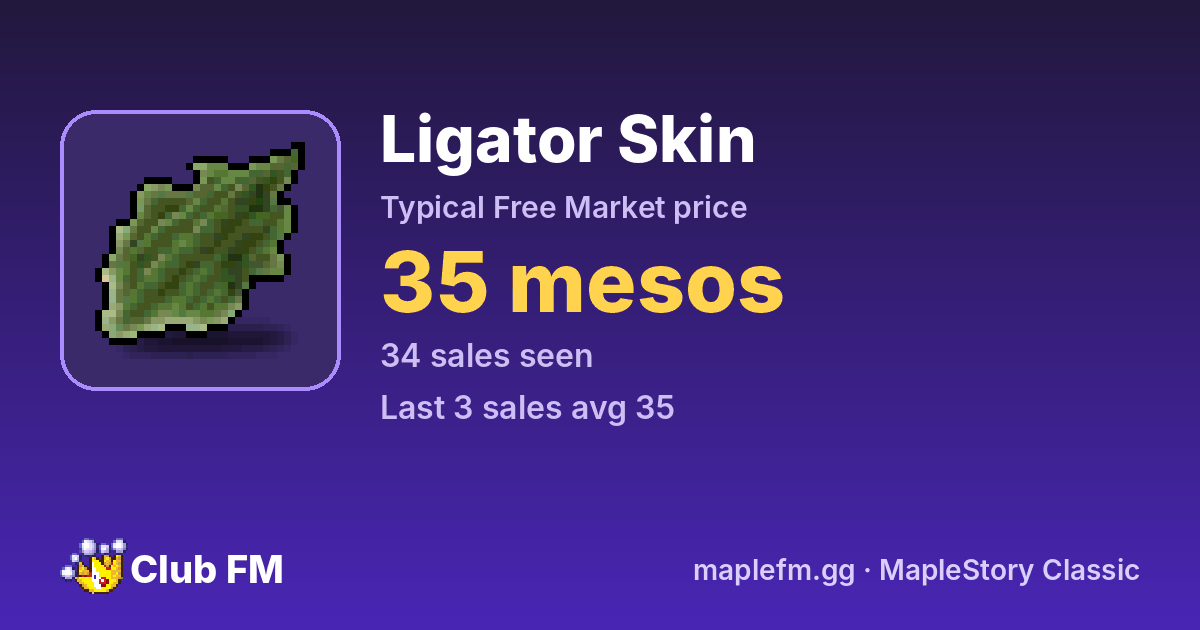 Ligator Skin
Typical Free Market price
35 mesos
34 sales seen
Last 3 sales avg 35
Club FM
maplefm.gg · MapleStory Classic